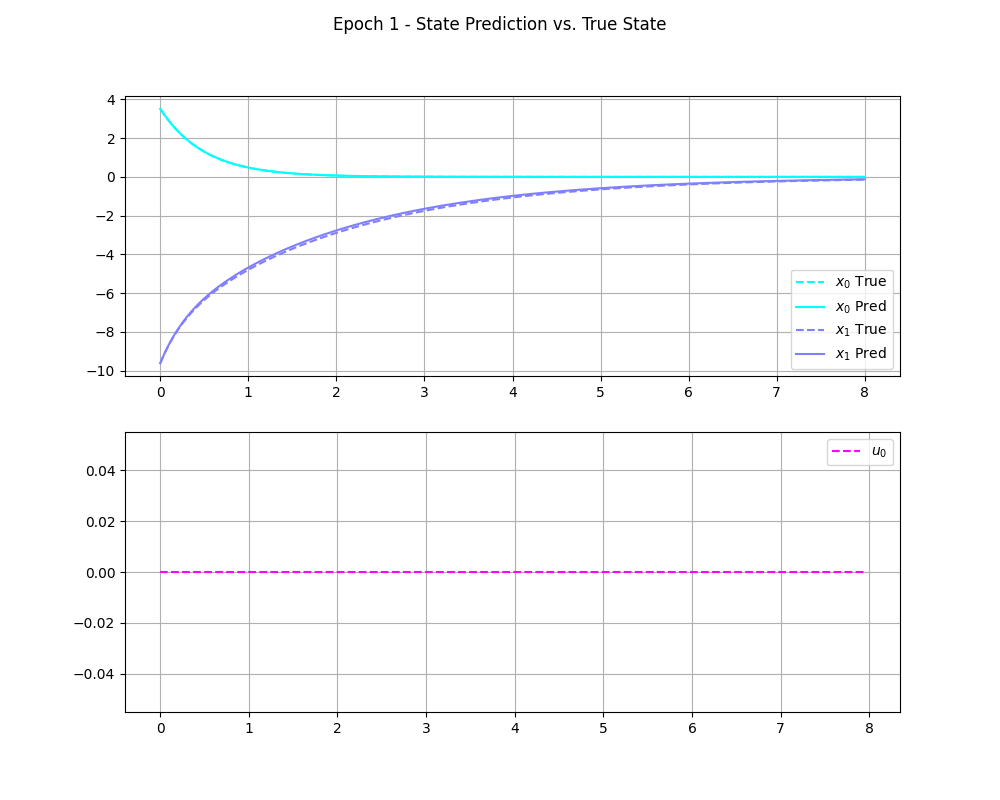 Epoch 1 - State Prediction vs. True State
4
2
0
−2
−4
−6
−8
−10
x₀ True
x₀ Pred
x₁ True
x₁ Pred
0 1 2 3 4 5 6 7 8
u₀
0.04
0.02
0.00
−0.02
−0.04
0 1 2 3 4 5 6 7 8